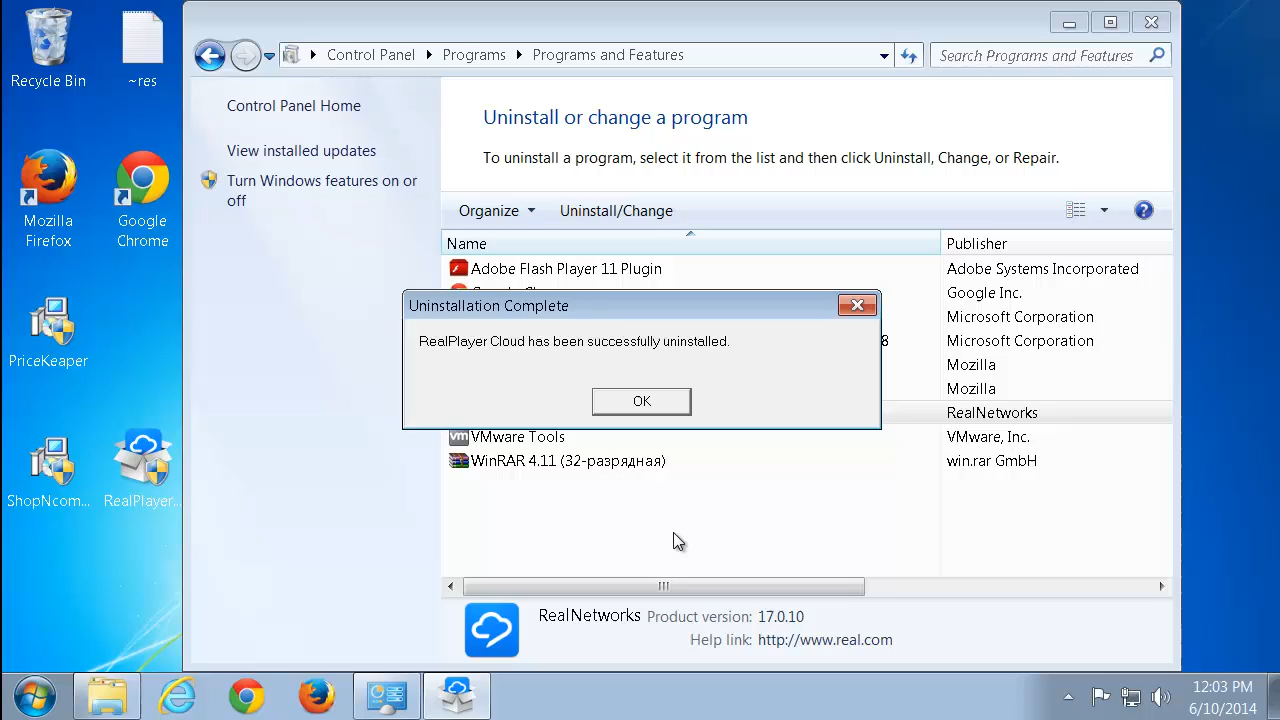 Recycle Bin
~res
Mozilla
Firefox
Google
Chrome
PriceKeaper
ShopNcom...
RealPlayer...
Control Panel
Programs
Programs and Features
Search Programs and Features
Control Panel Home
View installed updates
Turn Windows features on or
off
Uninstall or change a program
To uninstall a program, select it from the list and then click Uninstall, Change, or Repair.
Organize
Uninstall/Change
Name
Publisher
Adobe Flash Player 11 Plugin
Adobe Systems Incorporated
Google Inc.
Uninstallation Complete
Microsoft Corporation
RealPlayer Cloud has been successfully uninstalled.
8
Microsoft Corporation
Mozilla
Mozilla
OK
RealNetworks
vm VMware Tools
VMware, Inc.
WinRAR 4.11 (32-разрядная)
win.rar GmbH
RealNetworks Product version: 17.0.10
Help link: http://www.real.com
12:03 PM
6/10/2014